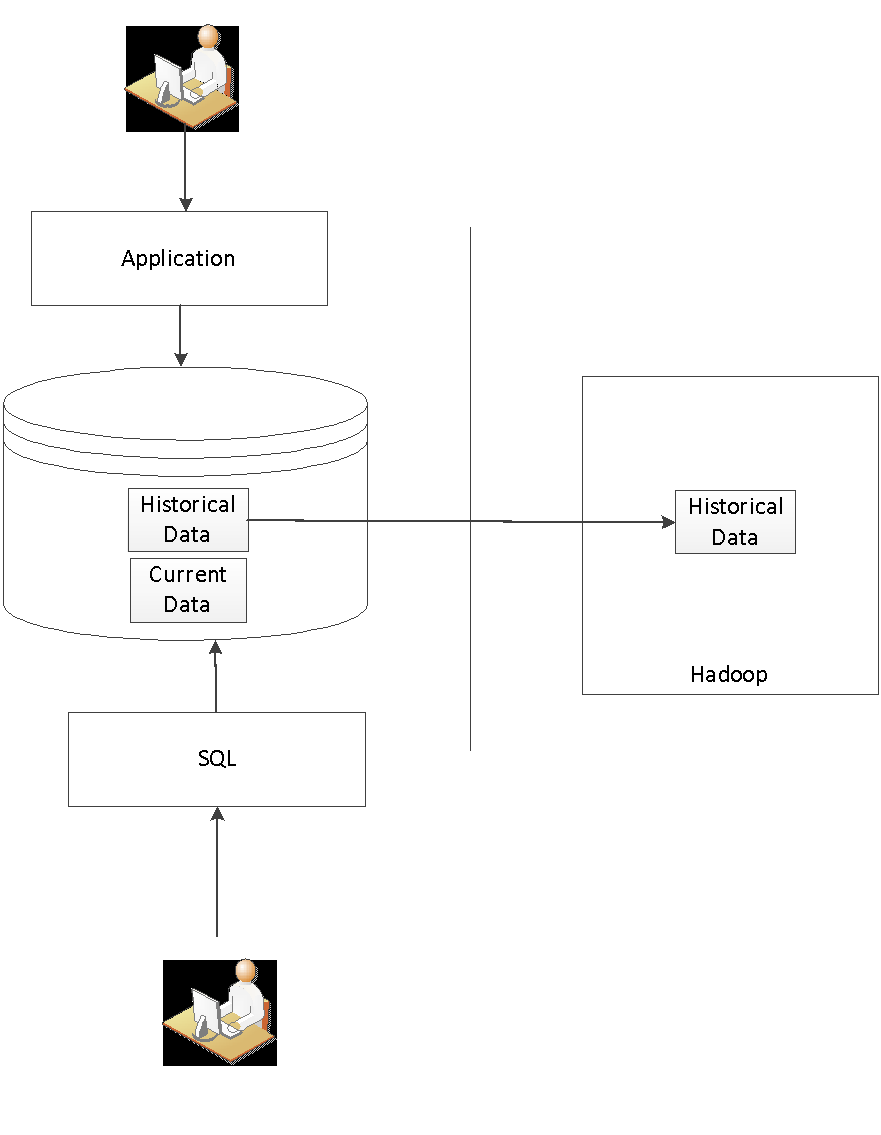 Application
Historical
Data
Current
Data
Historical
Data
Hadoop
SQL